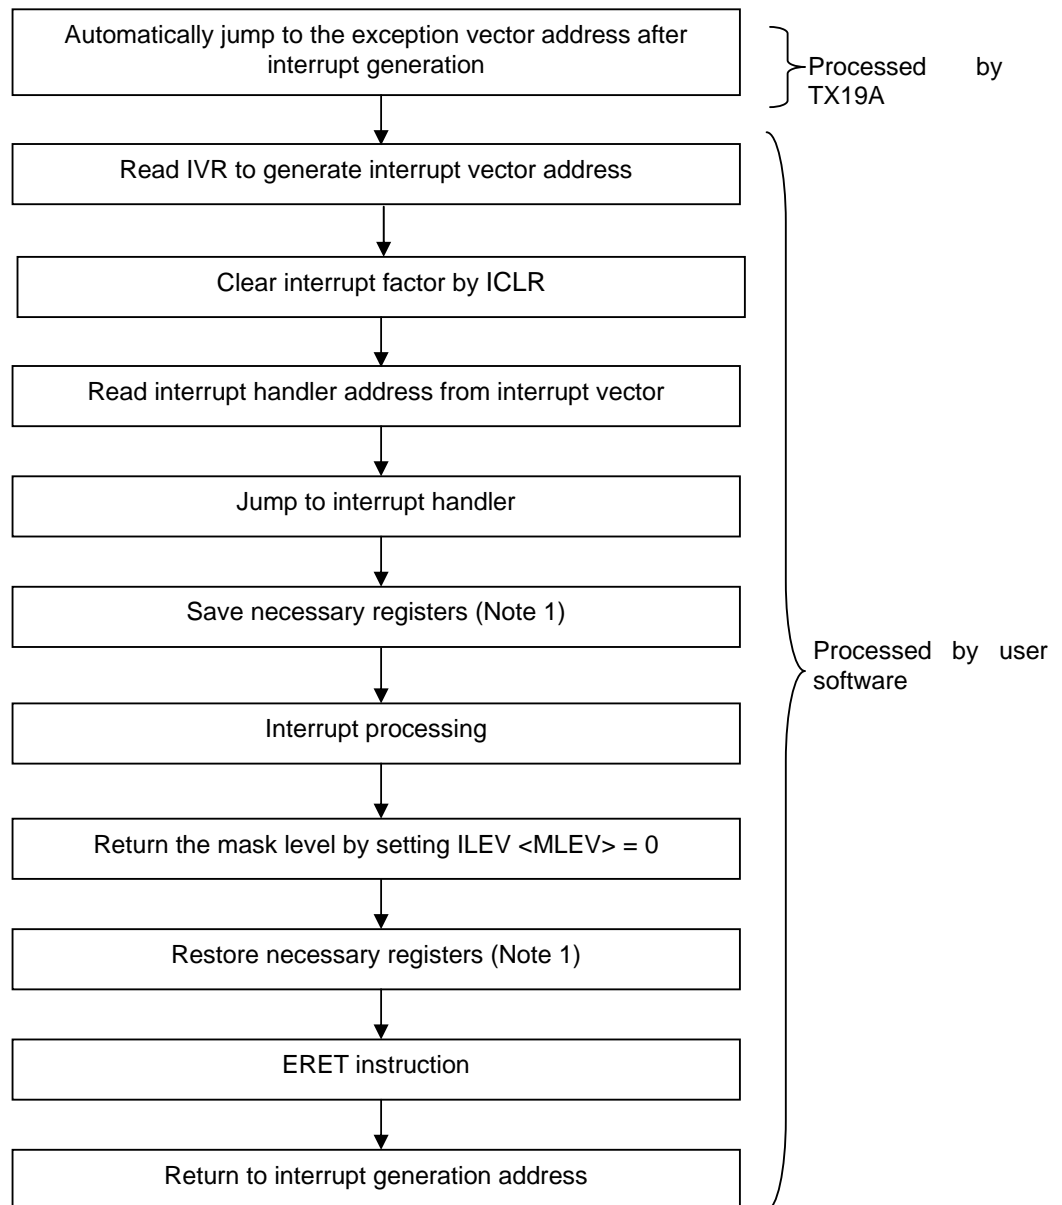 Automatically jump to the exception vector address after
interrupt generation
Processed by
TX19A
Read IVR to generate interrupt vector address
Clear interrupt factor by ICLR
Read interrupt handler address from interrupt vector
Jump to interrupt handler
Save necessary registers (Note 1)
Processed by user
software
Interrupt processing
Return the mask level by setting ILEV <MLEV> = 0
Restore necessary registers (Note 1)
ERET instruction
Return to interrupt generation address